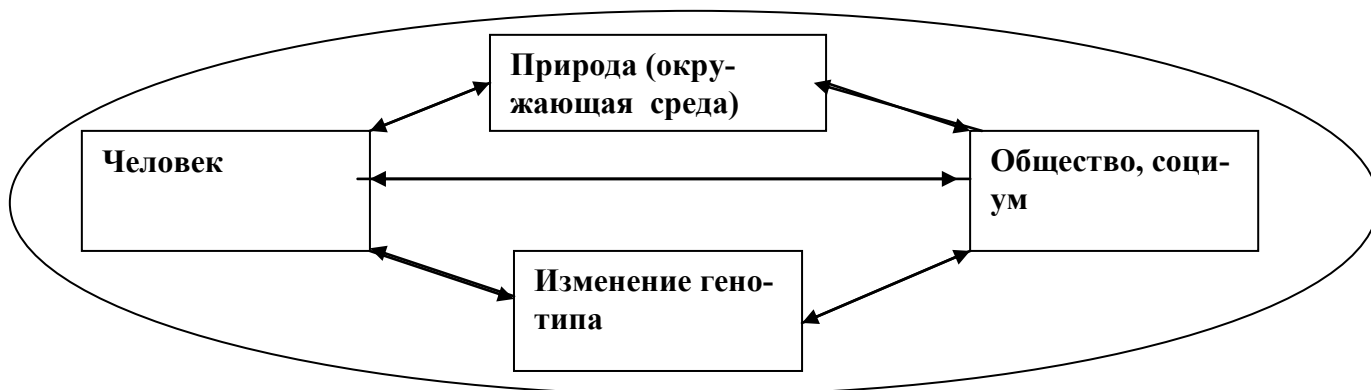 Природа (окру-
жающая среда)
Человек
Общество, соци-
ум
Изменение гено-
типа